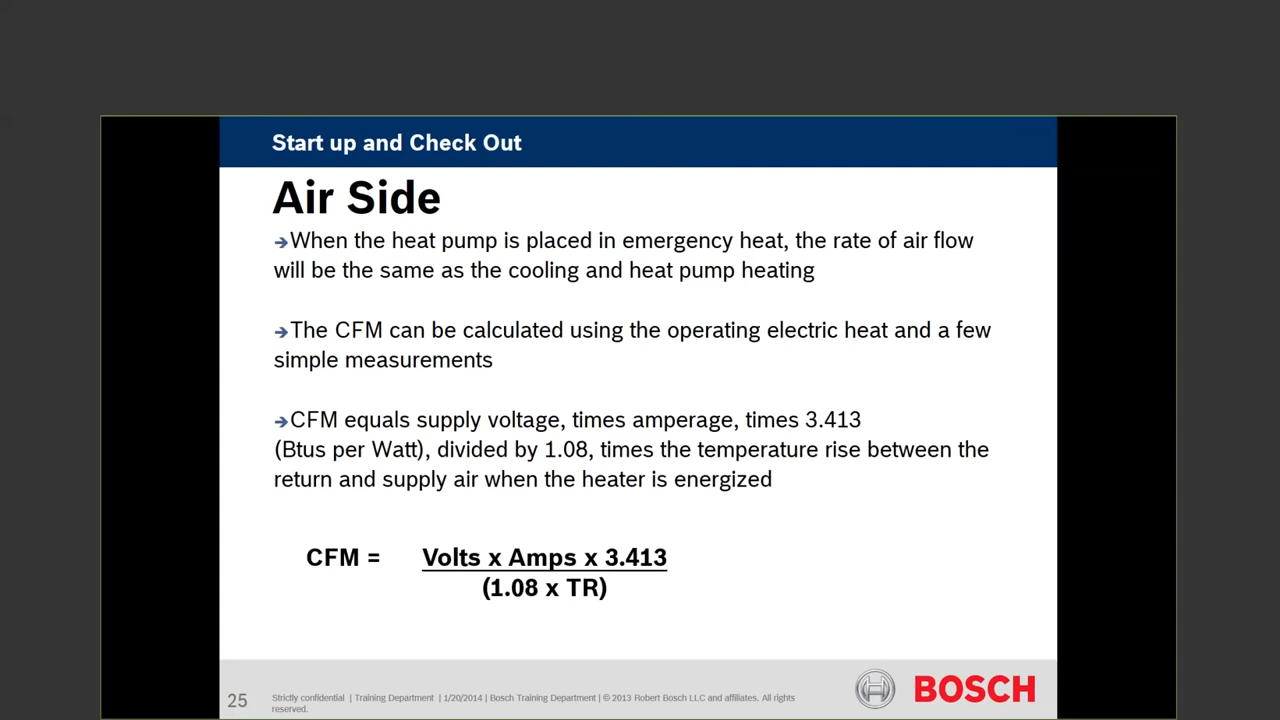 Start up and Check Out
Air Side
➔When the heat pump is placed in emergency heat, the rate of air flow
will be the same as the cooling and heat pump heating
➔The CFM can be calculated using the operating electric heat and a few
simple measurements
➔CFM equals supply voltage, times amperage, times 3.413
(Btus per Watt), divided by 1.08, times the temperature rise between the
return and supply air when the heater is energized
CFM = Volts x Amps x 3.413
(1.08 x TR)
25
Strictly confidential | Training Department | 1/20/2014 | Bosch Training Department | © 2013 Robert Bosch LLC and affiliates. All rights
reserved.
BOSCH